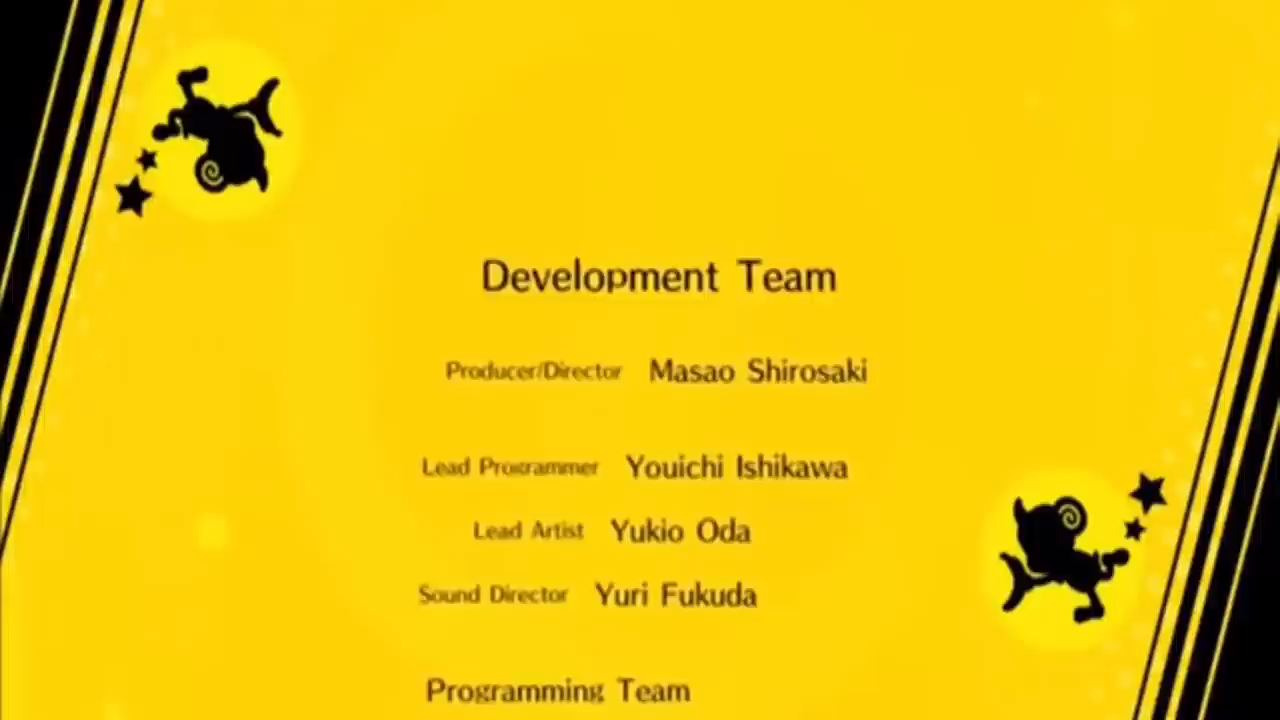 Development Team
Producer/Director Masao Shirosaki
Lead Programmer Youichi Ishikawa
Lead Artist Yukio Oda
Sound Director Yuri Fukuda
Programming Team